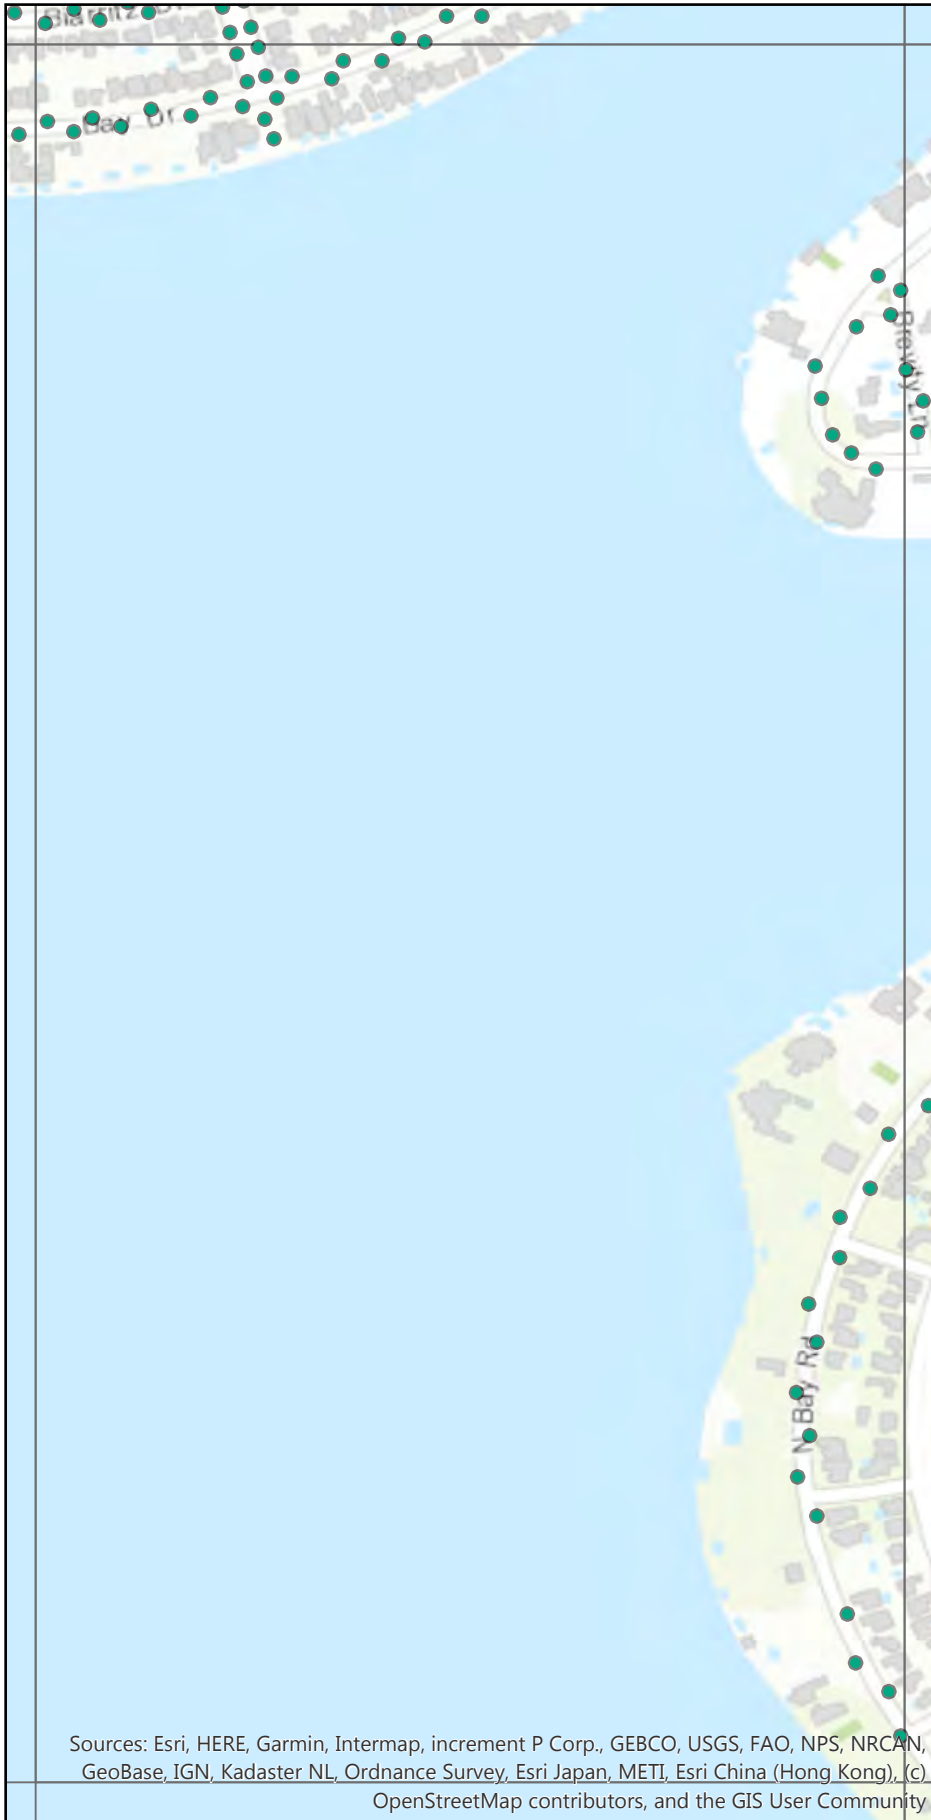 Biarritz Dr
Bay Dr
Brevity Ln
N Bay Rd
Sources: Esri, HERE, Garmin, Intermap, increment P Corp., GEBCO, USGS, FAO, NPS, NRCAN,
GeoBase, IGN, Kadaster NL, Ordnance Survey, Esri Japan, METI, Esri China (Hong Kong), (c)
OpenStreetMap contributors, and the GIS User Community